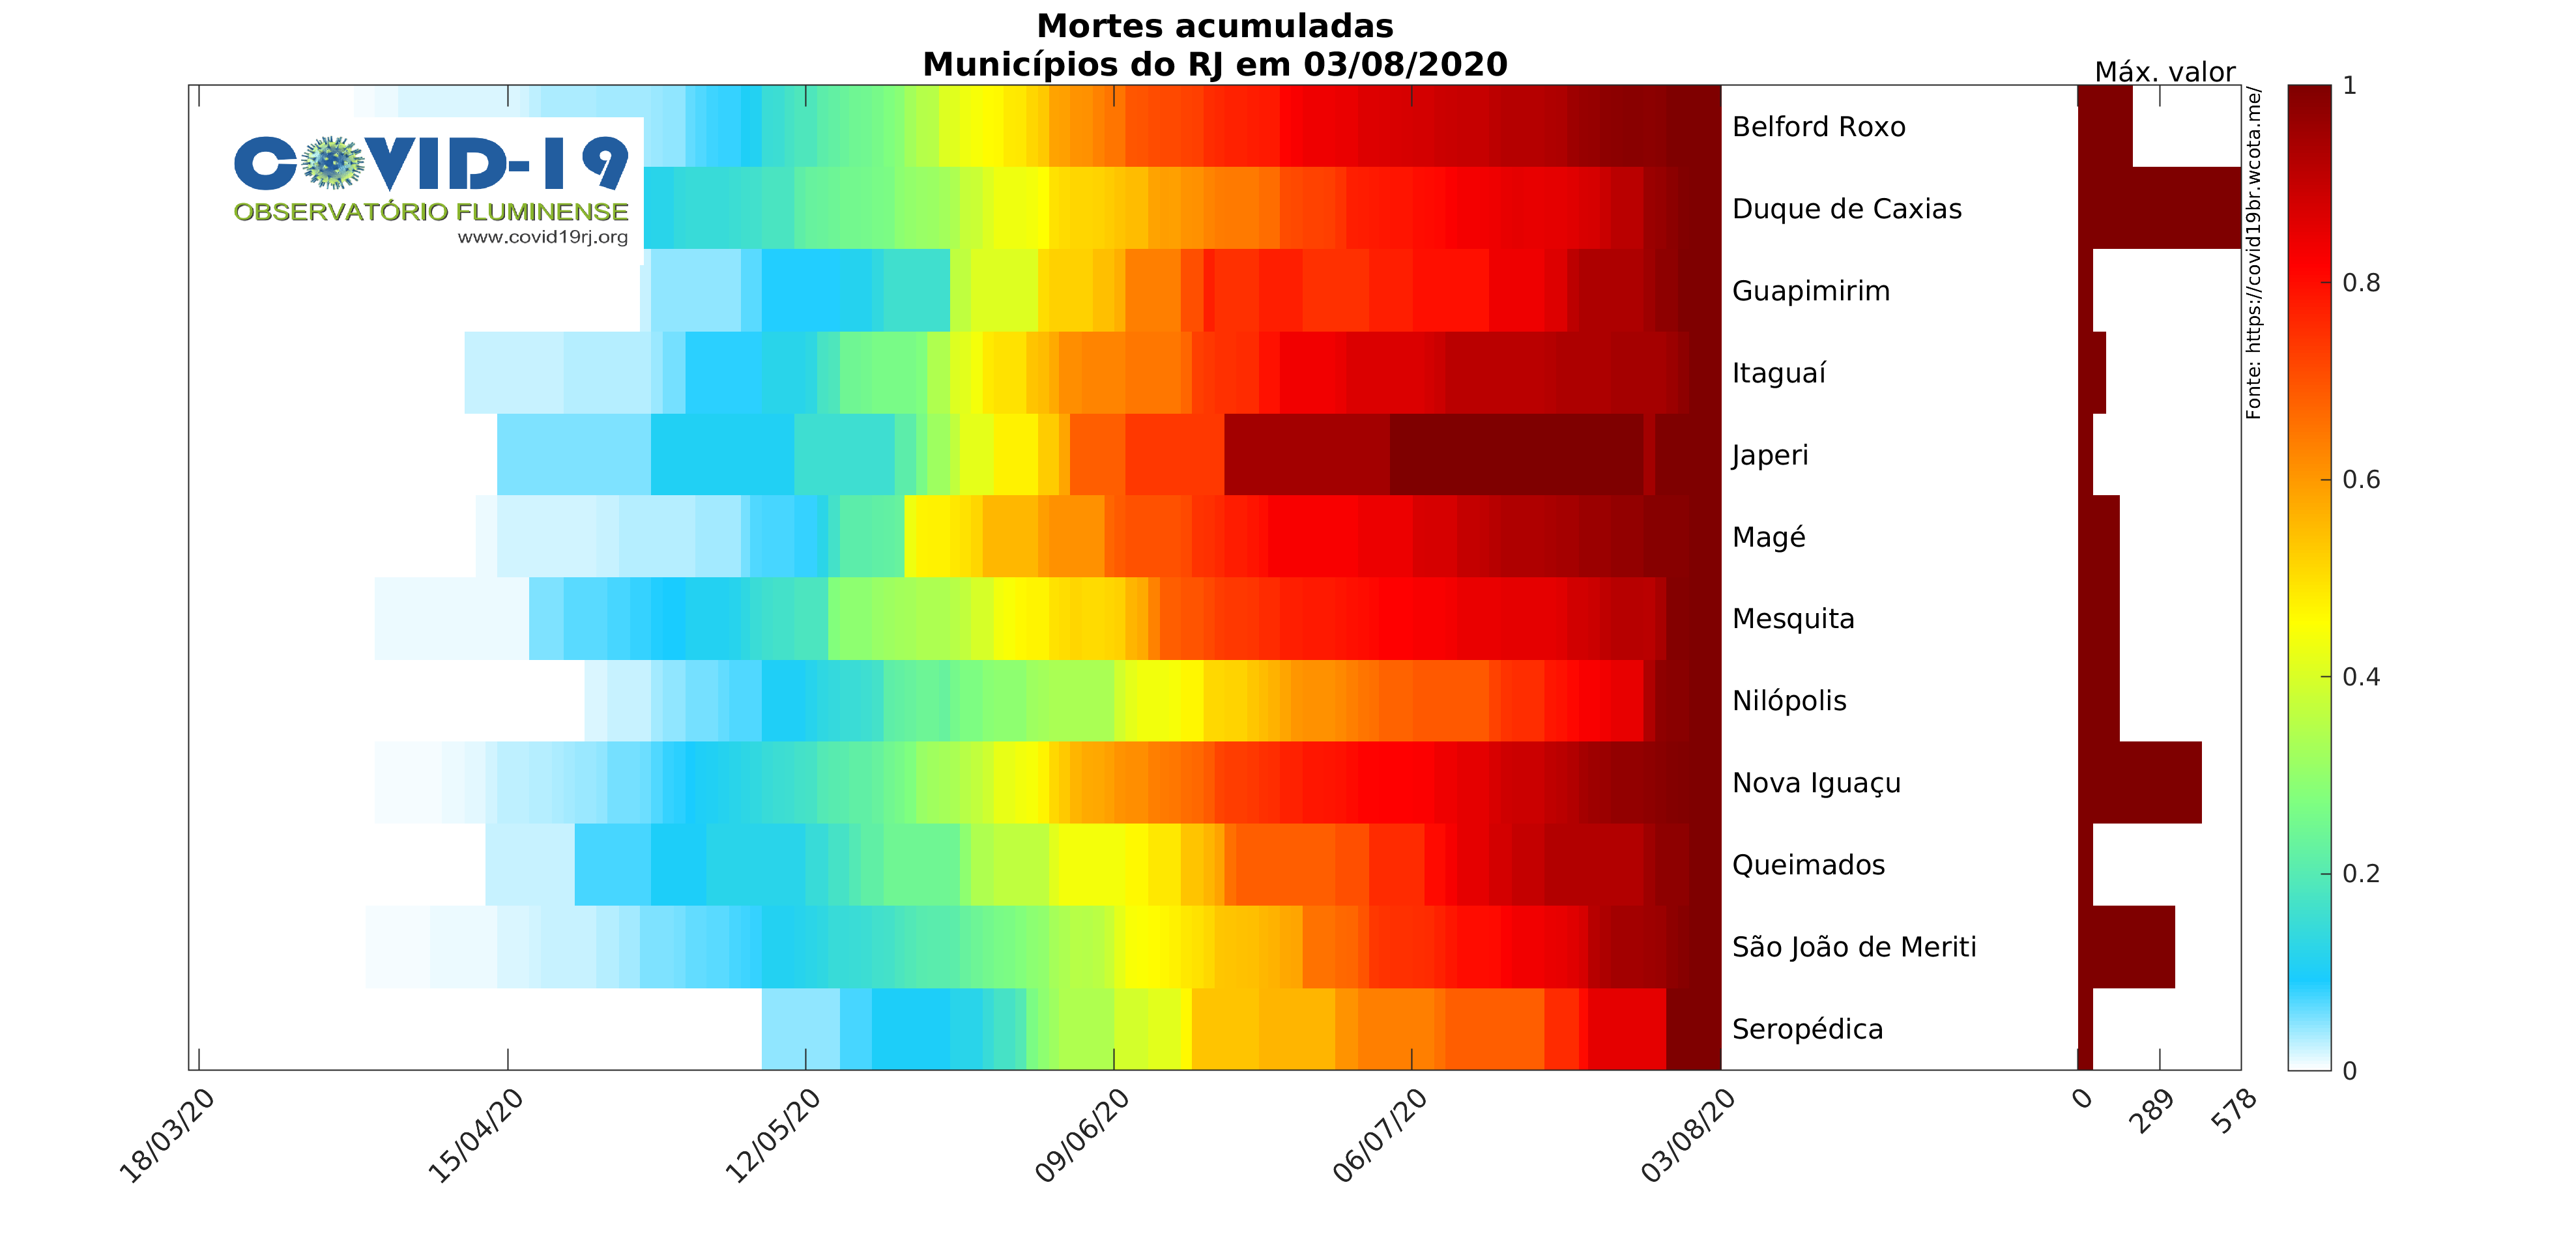 Mortes acumuladas
Municípios do RJ em 03/08/2020
Máx. valor
COVID-19
OBSERVATÓRIO FLUMINENSE
www.covid19rj.org
Belford Roxo
Duque de Caxias
Guapimirim
Itaguaí
Japeri
Magé
Mesquita
Nilópolis
Nova Iguaçu
Queimados
São João de Meriti
Seropédica
Fonte: https://covid19br.wcota.me/
1
0.8
0.6
0.4
0.2
0
18/03/20
15/04/20
12/05/20
09/06/20
06/07/20
03/08/20
0
289
578